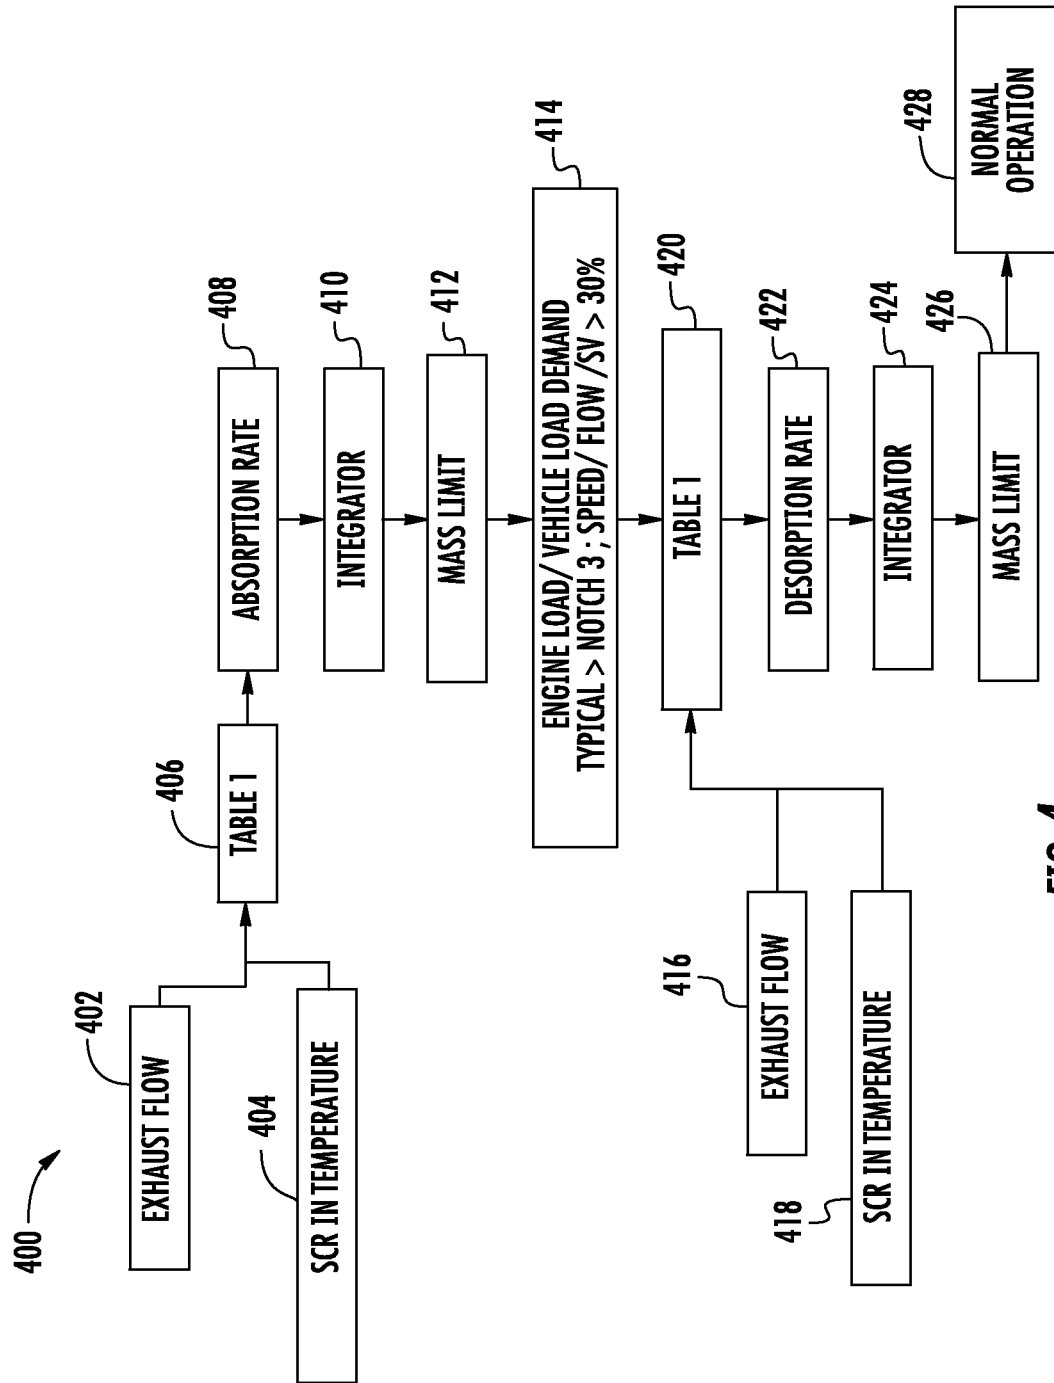 400
402
EXHAUST FLOW
404
SCR IN TEMPERATURE
406
TABLE 1
408
ABSORPTION RATE
410
INTEGRATOR
412
MASS LIMIT
414
ENGINE LOAD/ VEHICLE LOAD DEMAND
TYPICAL > NOTCH 3 ; SPEED/ FLOW /SV > 30%
416
EXHAUST FLOW
418
SCR IN TEMPERATURE
420
TABLE 1
422
DESORPTION RATE
424
INTEGRATOR
426
MASS LIMIT
428
NORMAL
OPERATION
FIG. 4